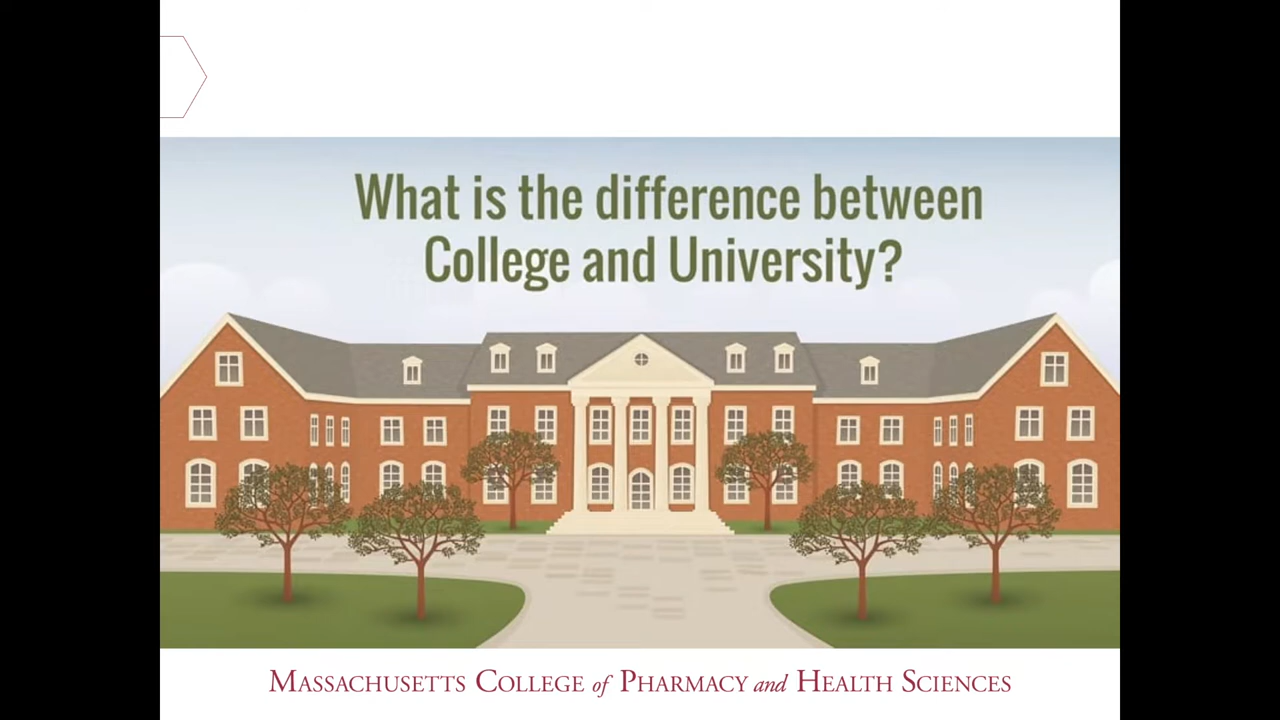 What is the difference between
College and University?
MASSACHUSETTS COLLEGE of PHARMACY and HEALTH SCIENCES